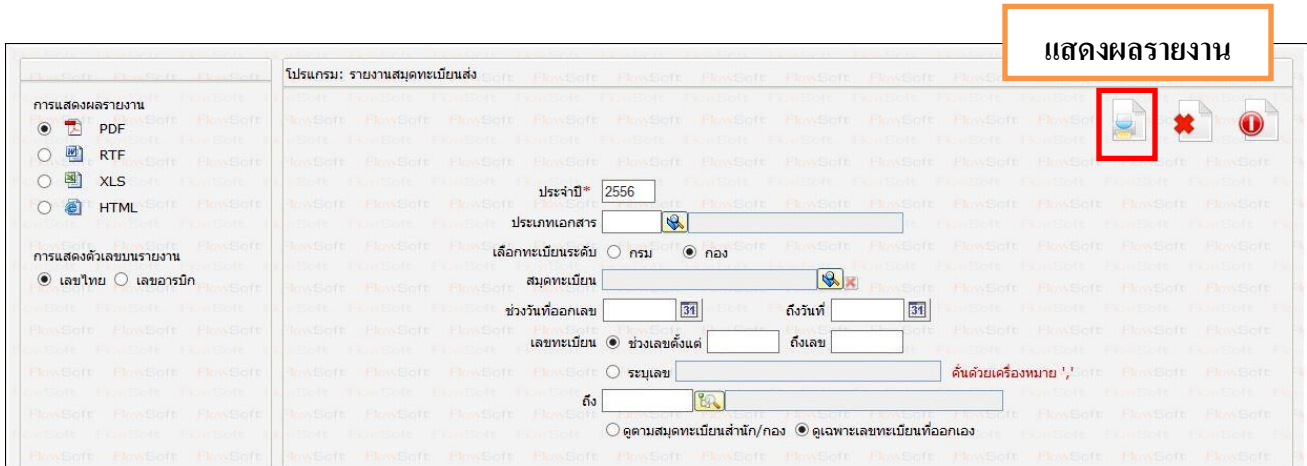 แสดงผลรายงาน
โปรแกรม: รายงานสมุดทะเบียนส่ง
การแสดงผลรายงาน
PDF
RTF
XLS
HTML
การแสดงตัวเลขบนรายงาน
เลขไทย เลขอารบิก
ประจำปี* 2556
ประเภทเอกสาร
เลือกทะเบียนระดับ กรม กอง
สมุดทะเบียน
ช่วงวันที่ออกเลข 31 ถึงวันที่ 31
เลขทะเบียน ช่วงเลขตั้งแต่ ถึงเลข
ระบุเลข คั่นด้วยเครื่องหมาย ','
ถึง
ดูตามสมุดทะเบียนสำนัก/กอง ดูเฉพาะเลขทะเบียนที่ออกเอง